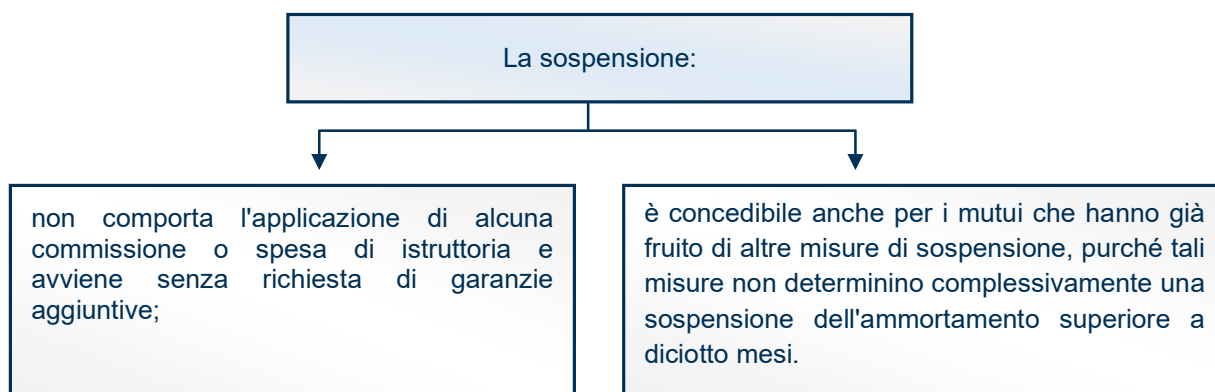 La sospensione:
non comporta l'applicazione di alcuna
commissione o spesa di istruttoria e
avviene senza richiesta di garanzie
aggiuntive;
è concedibile anche per i mutui che hanno già
fruito di altre misure di sospensione, purché tali
misure non determinino complessivamente una
sospensione dell'ammortamento superiore a
diciotto mesi.